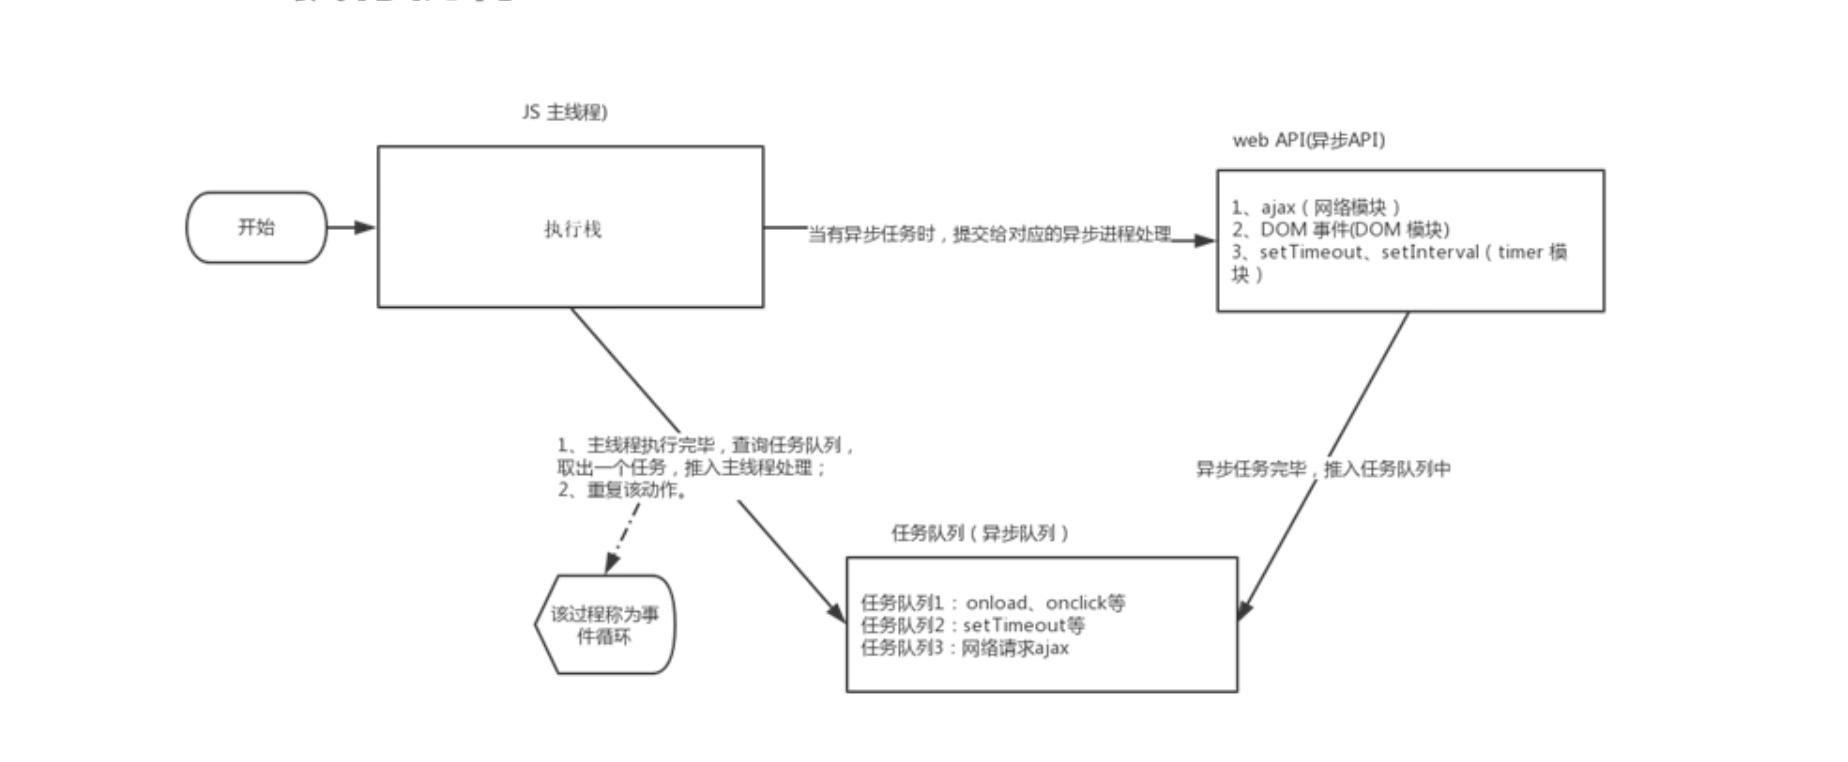 JS 主线程)
web API(异步API)
开始
执行栈
当有异步任务时，提交给对应的异步进程处理
1、ajax（网络模块）
2、DOM 事件(DOM 模块)
3、setTimeout、setInterval（timer 模
块）
1、主线程执行完毕，查询任务队列，
取出一个任务，推入主线程处理；
2、重复该动作。
异步任务完毕，推入任务队列中
任务队列（异步队列）
任务队列1：onload、onclick等
任务队列2：setTimeout等
任务队列3：网络请求ajax
该过程称为事
件循环